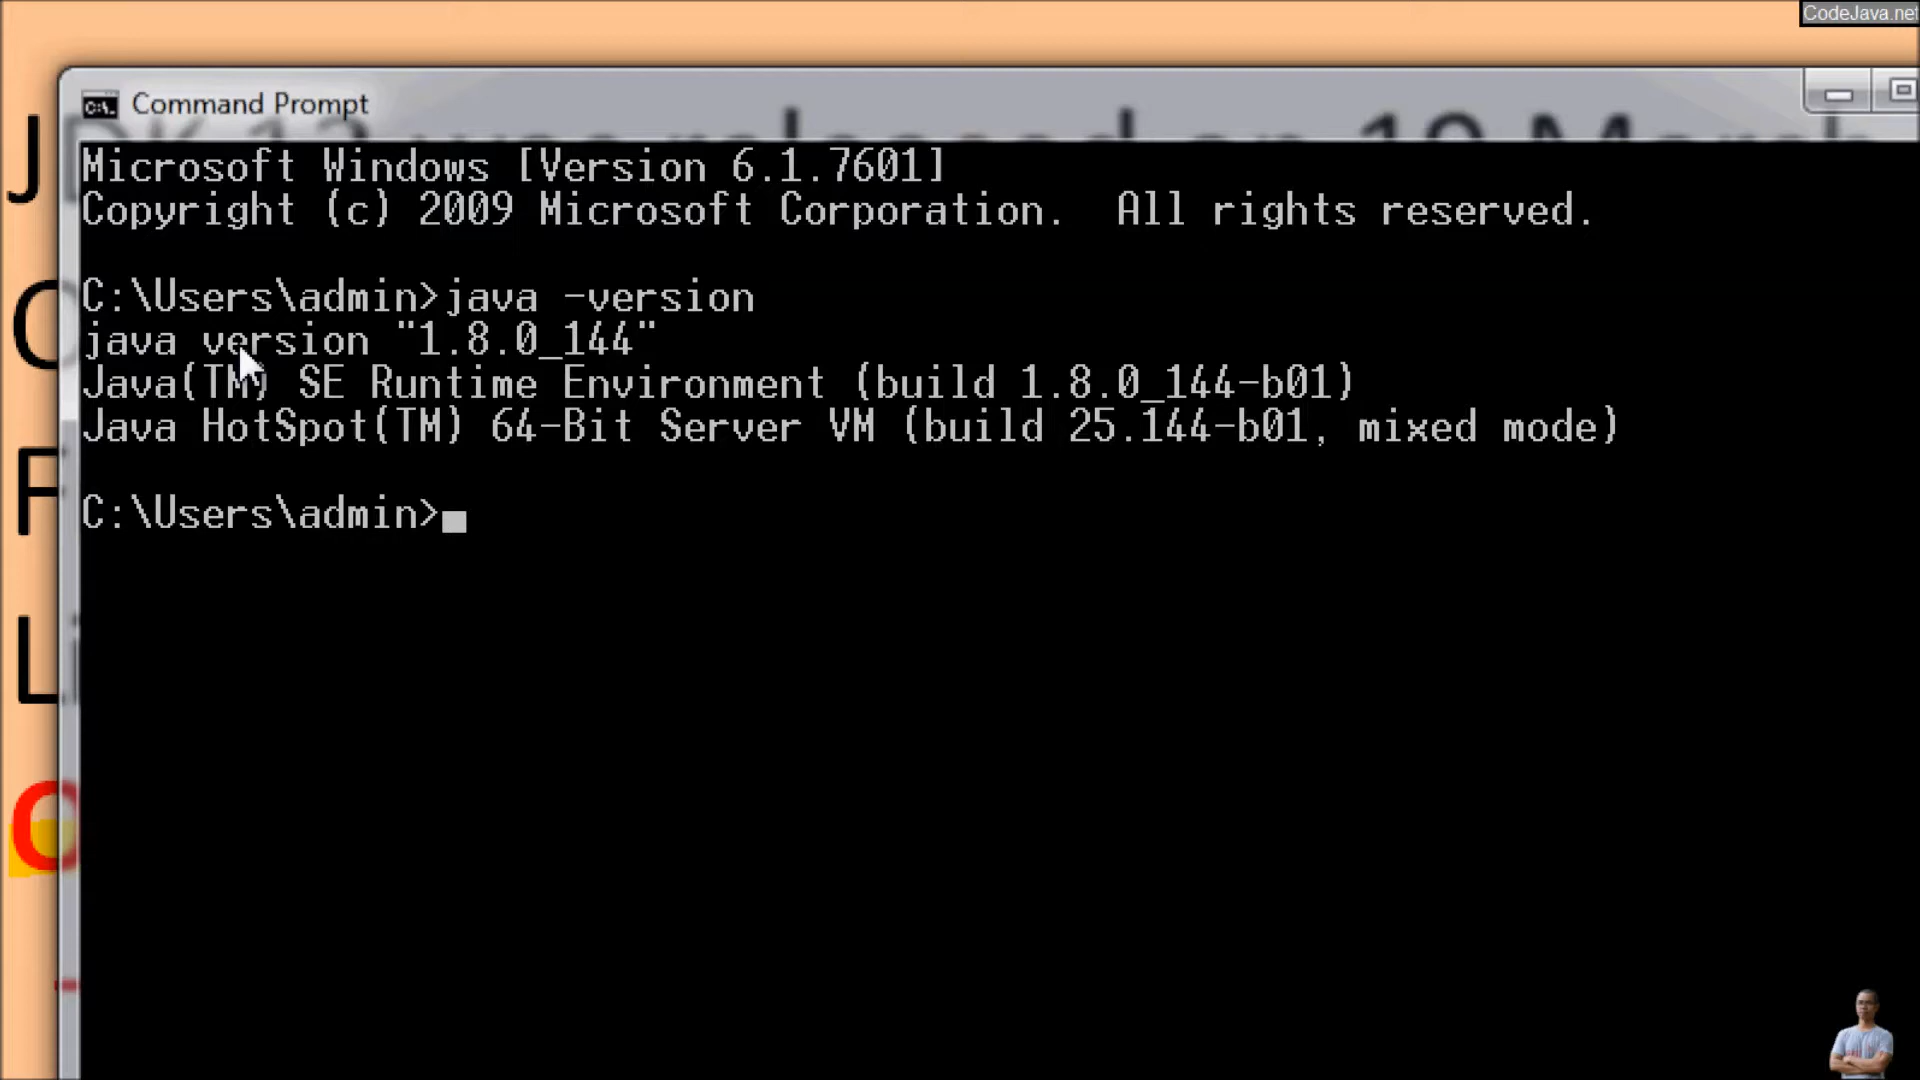 CodeJava.net
Command Prompt
Microsoft Windows [Version 6.1.7601]
Copyright (c) 2009 Microsoft Corporation.  All rights reserved.
C:\Users\admin>java -version
java version "1.8.0_144"
Java(TM) SE Runtime Environment (build 1.8.0_144-b01)
Java HotSpot(TM) 64-Bit Server VM (build 25.144-b01, mixed mode)
C:\Users\admin>